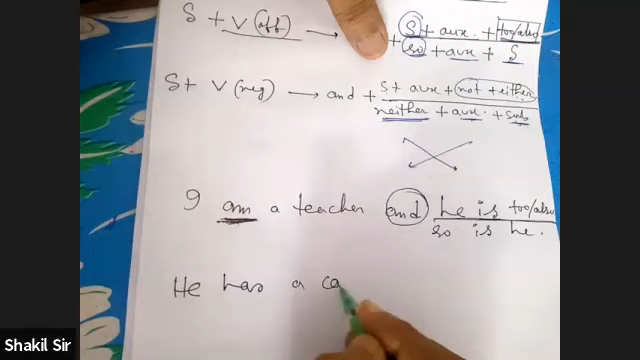 S + V (aff) → + S + aux. + too/also
so + aux + S
S + V (neg) → and + S + aux + not + either
neither + aux. + sub
I am a teacher and he is too/also
so is he.
He has a ca
Shakil Sir